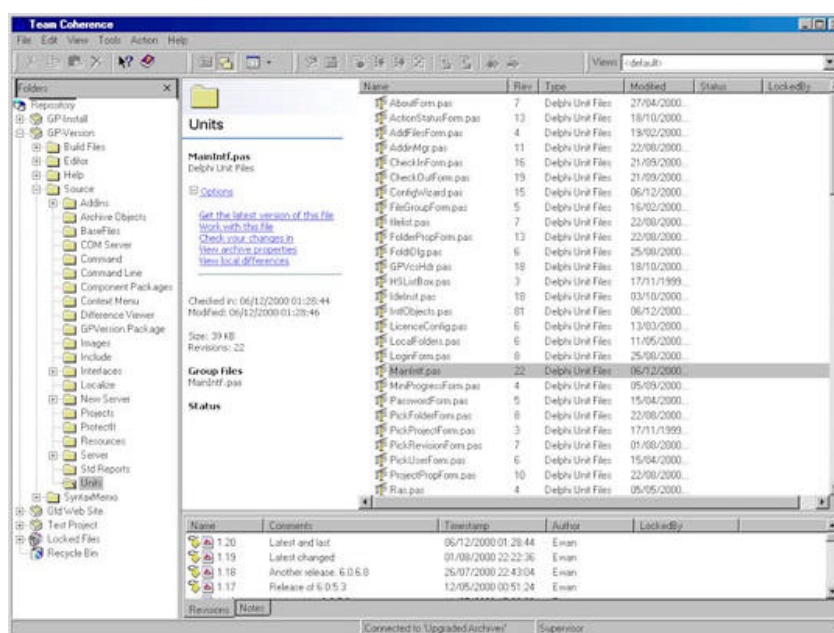 Team Coherence
File Edit View Tools Action Help
Views <default>
Folders
Repository
GP-Install
GP-Version
Build Files
Editor
Help
Source
Addins
Archive Objects
BaseFiles
COM Server
Command
Command Line
Component Packages
Context Menu
Difference Viewer
GPVersion Package
Images
Include
Interfaces
Localize
New Server
Projects
ProtectII
Resources
Server
Std Reports
Units
SyntaxMemo
Old Web Site
Test Project
Locked Files
Recycle Bin
Units
MainIntf.pas
Delphi Unit Files
Options
Get the latest version of this file
Work with this file
Check your changes in
View archive properties
View local differences
Checked in: 06/12/2000 01:28:44
Modified: 06/12/2000 01:28:46
Size: 39 KB
Revisions: 22
Group Files
MainIntf.pas
Status
Name Rev Type Modified Status LockedBy
AboutForm.pas 7 Delphi Unit Files 27/04/2000...
ActionStatusForm.pas 13 Delphi Unit Files 18/10/2000...
AddFilesForm.pas 4 Delphi Unit Files 19/02/2000...
AddinMgr.pas 11 Delphi Unit Files 22/08/2000...
CheckInForm.pas 16 Delphi Unit Files 21/09/2000...
CheckOutForm.pas 19 Delphi Unit Files 21/09/2000...
ConfigWizard.pas 15 Delphi Unit Files 06/12/2000...
FileGroupForm.pas 5 Delphi Unit Files 16/02/2000...
filelist.pas 7 Delphi Unit Files 22/08/2000...
FolderPropForm.pas 13 Delphi Unit Files 22/08/2000...
FoldDlg.pas 6 Delphi Unit Files 25/08/2000...
GPVcsHdr.pas 18 Delphi Unit Files 18/10/2000...
HSListBox.pas 3 Delphi Unit Files 17/11/1999...
IdeInit.pas 18 Delphi Unit Files 03/10/2000...
IntfObjects.pas 81 Delphi Unit Files 06/12/2000...
LicenceConfig.pas 6 Delphi Unit Files 13/03/2000...
LocalFolders.pas 6 Delphi Unit Files 11/05/2000...
LoginForm.pas 8 Delphi Unit Files 25/08/2000...
MainIntf.pas 22 Delphi Unit Files 06/12/2000...
MiniProgressForm.pas 4 Delphi Unit Files 05/09/2000...
PasswordForm.pas 5 Delphi Unit Files 15/04/2000...
PickFolderForm.pas 8 Delphi Unit Files 22/08/2000...
PickProjectForm.pas 3 Delphi Unit Files 17/11/1999...
PickRevisionForm.pas 7 Delphi Unit Files 01/08/2000...
PickUserForm.pas 6 Delphi Unit Files 15/04/2000...
ProjectPropForm.pas 10 Delphi Unit Files 22/08/2000...
Ras.pas 4 Delphi Unit Files 05/05/2000...
Name Comments Timestamp Author LockedBy
1.20 Latest and last 06/12/2000 01:28:44 Ewan
1.19 Latest changed 01/08/2000 22:22:36 Ewan
1.18 Another release. 6.0.6.8 26/07/2000 22:43:04 Ewan
1.17 Release of 6.0.5.3 12/05/2000 00:51:24 Ewan
Revisions Notes
Connected to 'Upgraded Archives' Supervisor